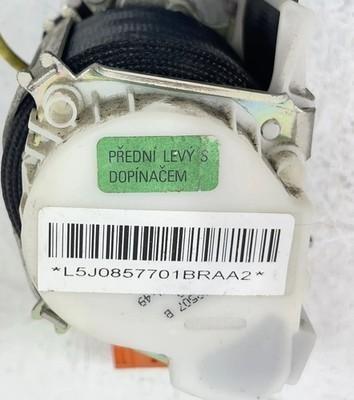 PŘEDNÍ LEVÝ S
DOPÍNAČEM
*L5J0857701BRAA2*